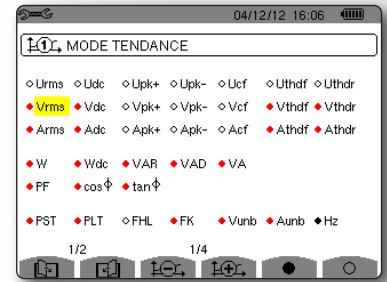 04/12/12 16:06
1 MODE TENDANCE
Urms Udc Upk+ Upk- Ucf Uthdf Uthdr
Vrms Vdc Vpk+ Vpk- Vcf Vthdf Vthdr
Arms Adc Apk+ Apk- Acf Athdf Athdr
W Wdc VAR VAD VA
PF cos Φ tan Φ
PST PLT FHL FK Vunb Aunb Hz
1/2 1/4